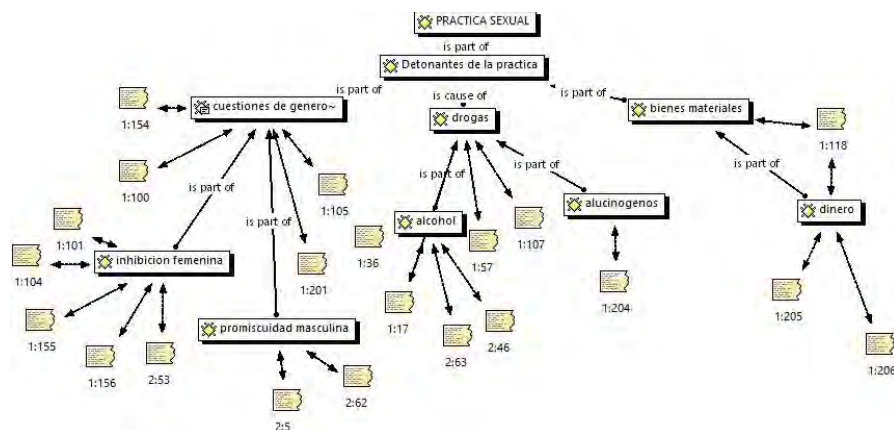 PRACTICA SEXUAL
is part of
Detonantes de la practica
is part of
is cause of
is part of
cuestiones de genero~
drogas
bienes materiales
1:154
1:118
1:100
is part of
1:105
is part of
is part of
is part of
is part of
alucinogenos
dinero
1:101
1:36
alcohol
1:57
1:107
inhibicion femenina
1:104
1:201
1:17
1:204
1:205
1:155
promiscuidad masculina
1:156
2:53
2:63
2:46
1:206
2:62
2:5